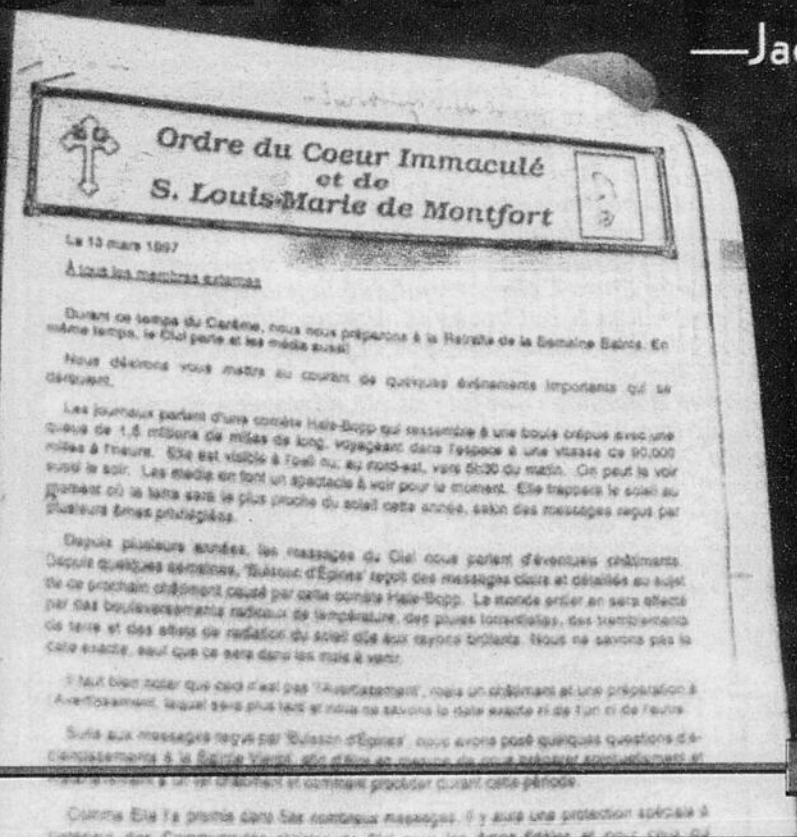 —Jac
Ordre du Coeur Immaculé
et de
S. Louis-Marie de Montfort
Le 13 mars 1997
À tous les membres externes
Durant ce temps du Carême, nous nous préparons à la Retraite de la Semaine Sainte. En
même temps, le Ciel parle et les média aussi!
Nous désirons vous mettre au courant de quelques événements importants qui se
déroulent.
Les journaux parlent d'une comète Hale-Bopp qui ressemble à une boule crépue avec une
queue de 1,5 millions de milles de long, voyageant dans l'espace à une vitesse de 90,000
milles à l'heure. Elle est visible à l'oeil nu, au nord-est, vers 5h30 du matin. On peut la voir
aussi le soir. Les média en font un spectacle à voir pour le moment. Elle frappera le soleil au
moment où la terre sera le plus proche du soleil cette année, selon des messages reçus par
plusieurs âmes privilégiées.
Depuis plusieurs années, les messages du Ciel nous parlent d'éventuels châtiments.
Depuis quelques semaines, "Buisson d'Épines" reçoit des messages clairs et détaillés au sujet
de ce prochain châtiment causé par cette comète Hale-Bopp. Le monde entier en sera affecté
par des bouleversements radicaux de température, des pluies torrentielles, des tremblements
de terre et des effets de radiation du soleil dûe aux rayons brûlants. Nous ne savons pas la
date exacte, sauf que ce sera dans les mois à venir.
Il faut bien noter que ceci n'est pas "l'Avertissement", mais un châtiment et une préparation à
l'Avertissement, lequel sera plus tard et nous ne savons la date exacte ni de l'un ni de l'autre.
Suite aux messages reçus par "Buisson d'Épines", nous avons posé quelques questions d'é-
claircissements à la Sainte Vierge, afin d'être en mesure de nous préparer spirituellement et
matériellement à un tel châtiment et comment procéder durant cette période.
Comme Elle l'a promis dans Ses nombreux messages, il y aura une protection spéciale à
des Communautés et pour ceux qui